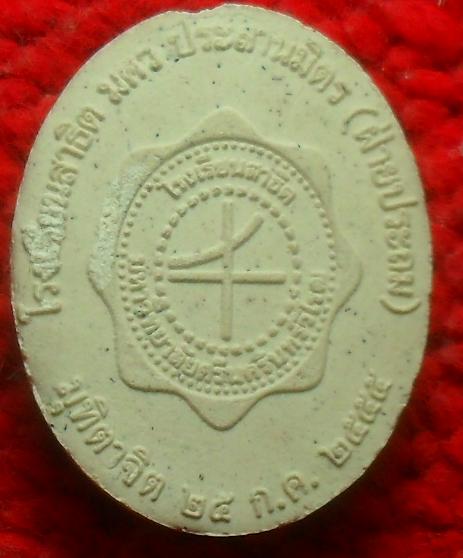 โรงเรียนสาธิต มศว ประสานมิตร (ฝ่ายประถม)
โรงเรียนสาธิต
มหาวิทยาลัยศรีนครินทรวิโรฒ
มุทิตาจิต ๒๕ ก.ค. ๒๕๕๕